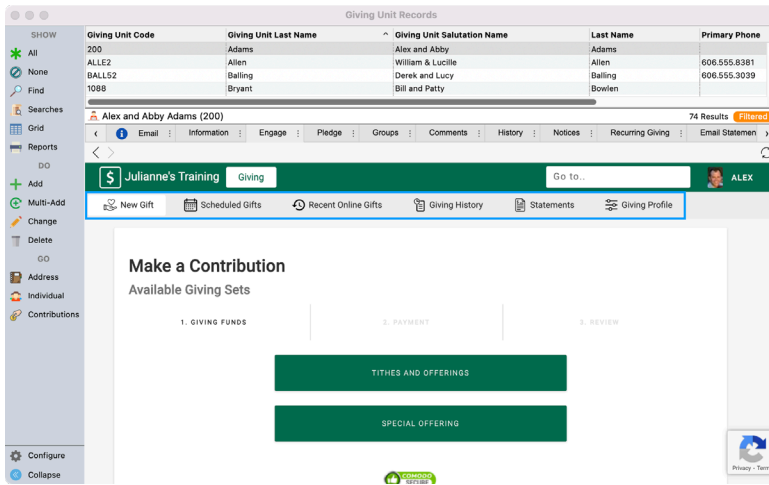 Giving Unit Records
SHOW
All
None
Find
Searches
Grid
Reports
DO
Add
Multi-Add
Change
Delete
GO
Address
Individual
Contributions
Configure
Collapse
Giving Unit Code Giving Unit Last Name Giving Unit Salutation Name Last Name Primary Phone
200 Adams Alex and Abby Adams
ALLE2 Allen William & Lucille Allen 606.555.8381
BALL52 Balling Derek and Lucy Balling 606.555.3039
1088 Bryant Bill and Patty Bowlen
Alex and Abby Adams (200) 74 Results Filtered
Email Information Engage Pledge Groups Comments History Notices Recurring Giving Email Statemen
$ Julianne's Training Giving Go to.. ALEX
New Gift Scheduled Gifts Recent Online Gifts Giving History Statements Giving Profile
Make a Contribution
Available Giving Sets
1. GIVING FUNDS 2. PAYMENT 3. REVIEW
TITHES AND OFFERINGS
SPECIAL OFFERING
COMODO
SECURE
Privacy - Term